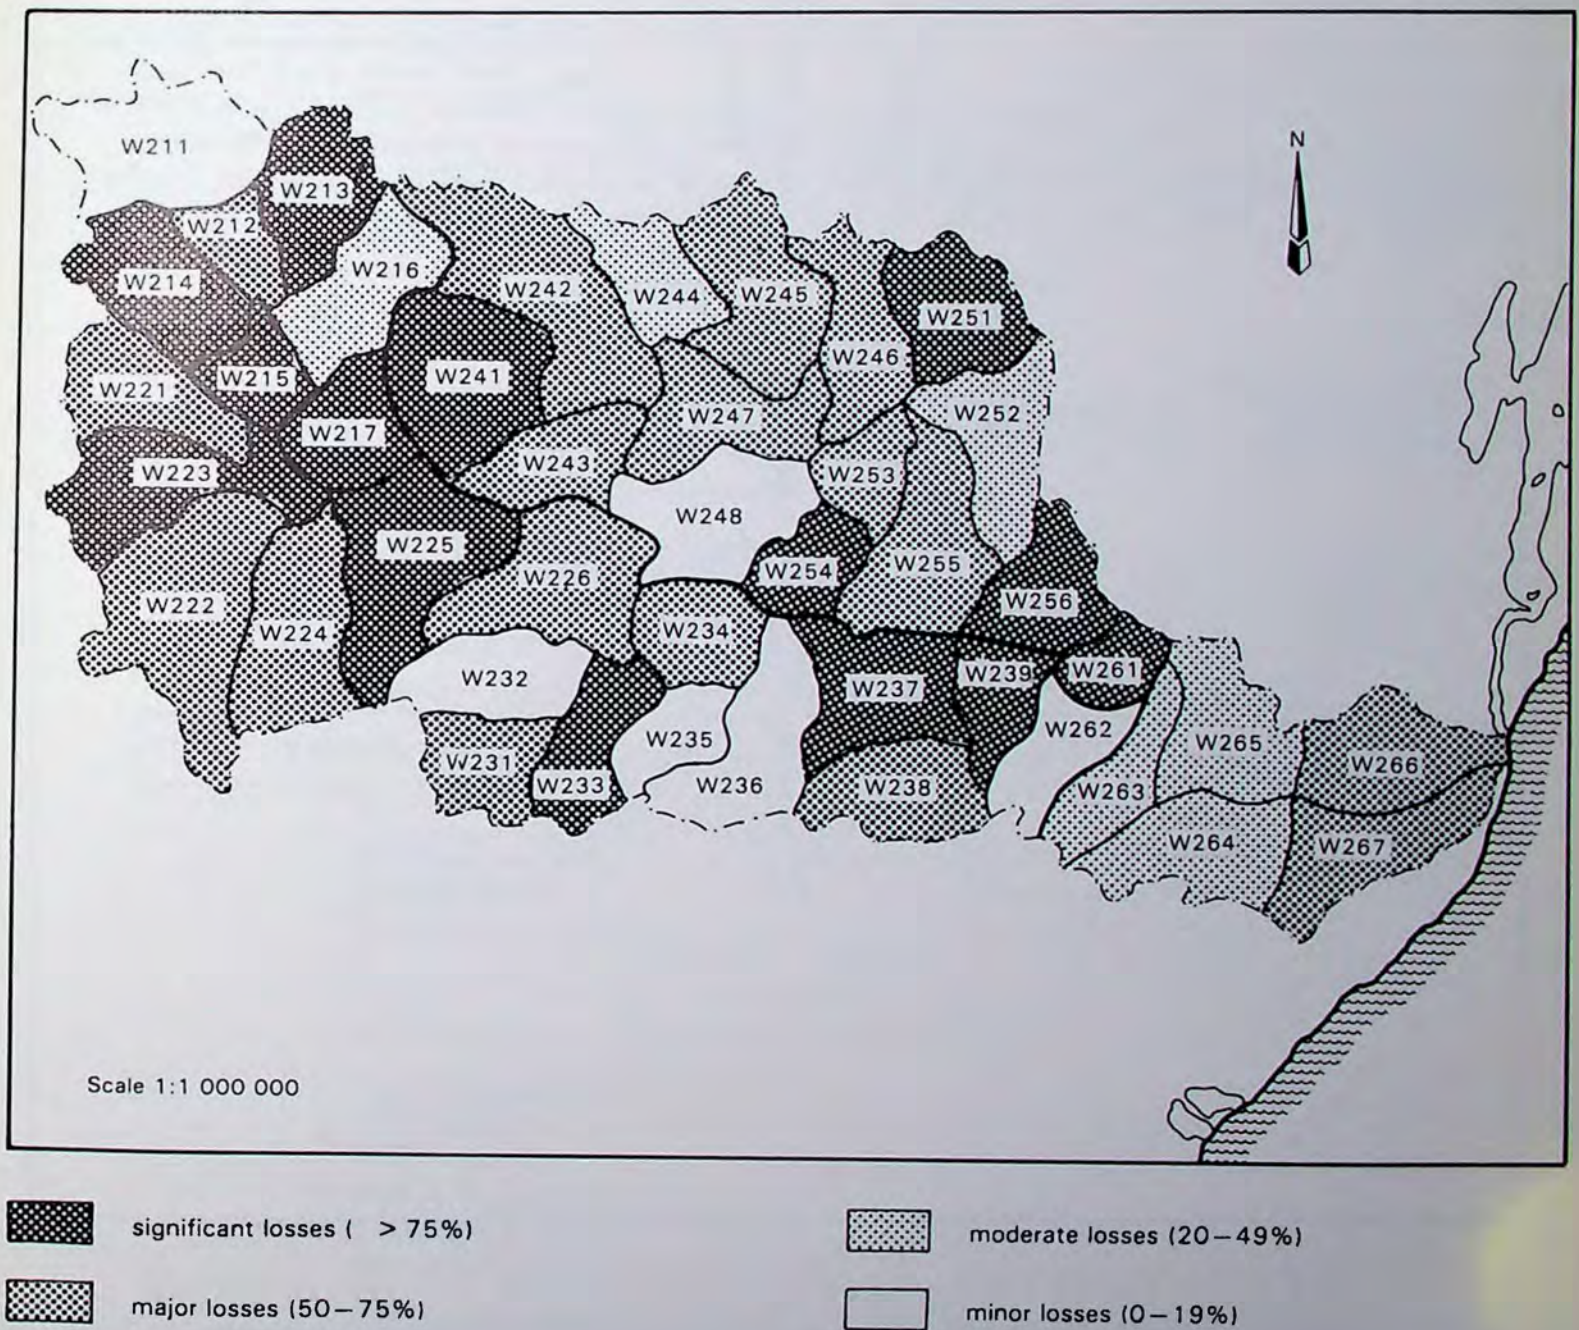 N
W211
W213
W212
W216
W214
W242
W244
W245
W251
W246
W215
W241
W221
W252
W247
W217
W243
W223
W253
W248
W225
W254
W255
W226
W256
W222
W224
W234
W232
W237
W239
W261
W262
W235
W265
W231
W266
W233
W236
W238
W263
W264
W267
Scale 1:1 000 000
significant losses ( > 75%)
moderate losses (20–49%)
major losses (50–75%)
minor losses (0–19%)